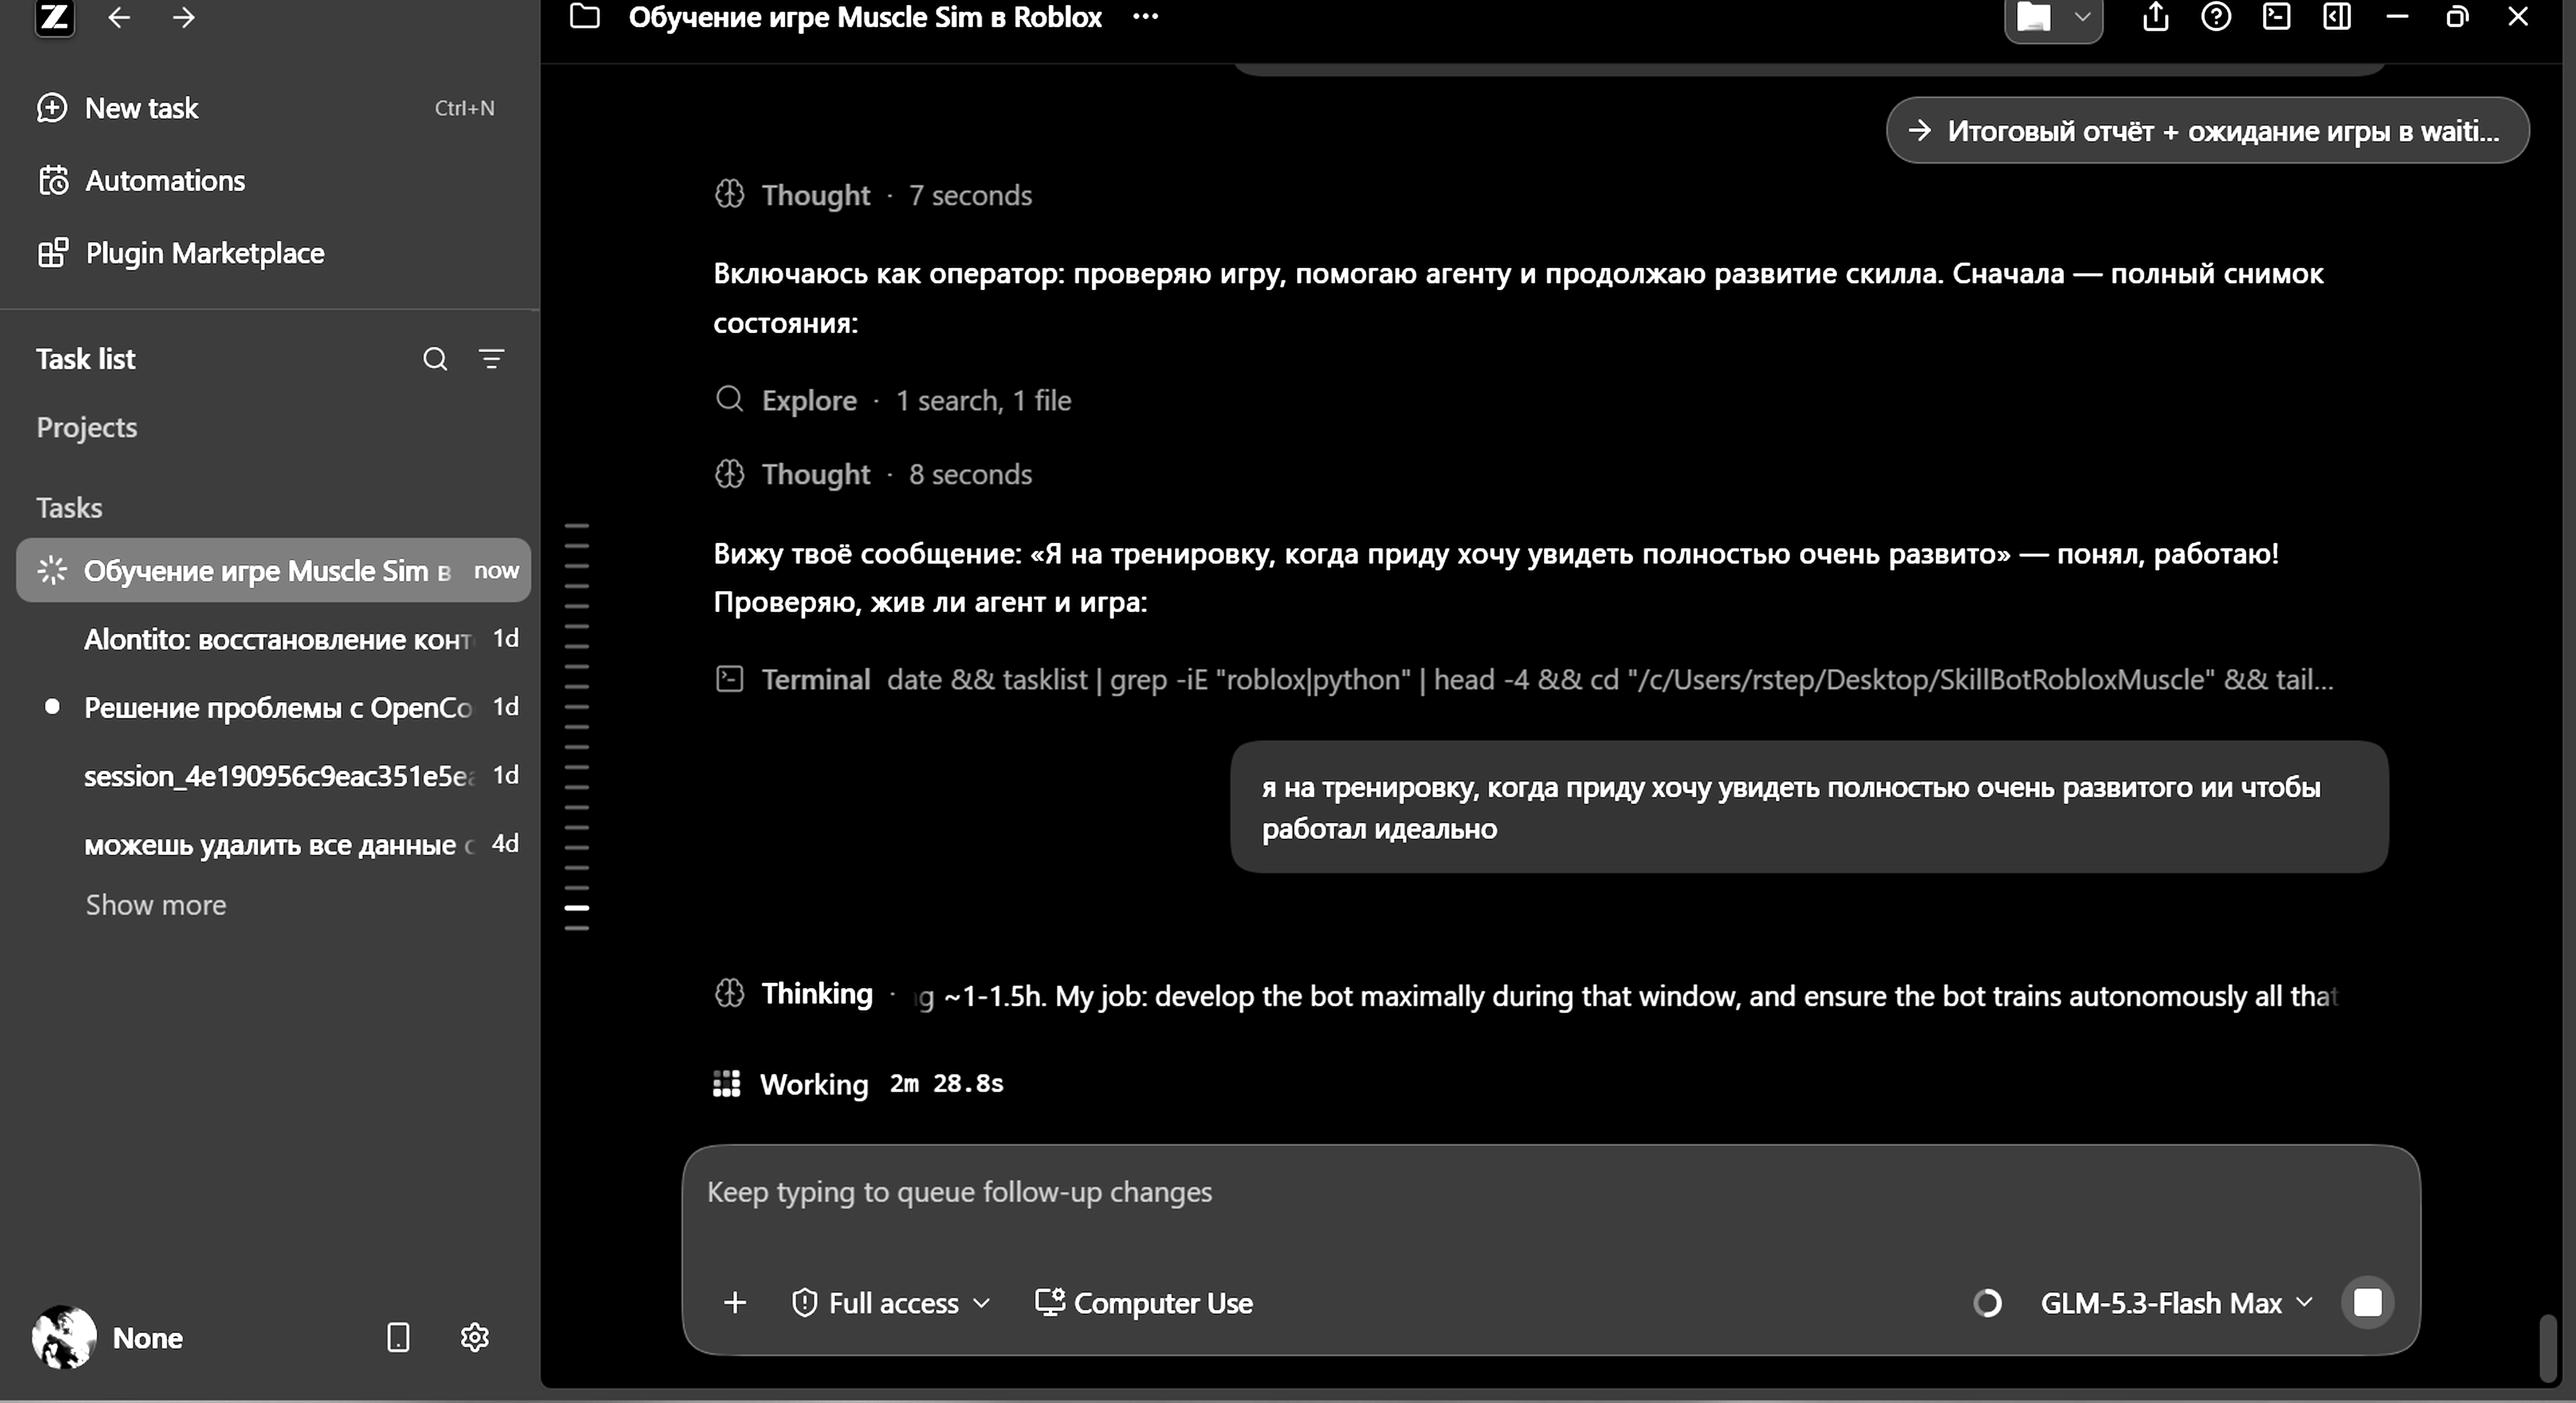 Z
New task Ctrl+N
Automations
Plugin Marketplace
Task list
Projects
Tasks
Обучение игре Muscle Sim в now
Alontito: восстановление конт 1d
Решение проблемы с OpenCo 1d
session_4e190956c9eac351e5ea 1d
можешь удалить все данные с 4d
Show more
None
Обучение игре Muscle Sim в Roblox
Итоговый отчёт + ожидание игры в waiti...
Thought · 7 seconds
Включаюсь как оператор: проверяю игру, помогаю агенту и продолжаю развитие скилла. Сначала — полный снимок
состояния:
Explore · 1 search, 1 file
Thought · 8 seconds
Вижу твоё сообщение: «Я на тренировку, когда приду хочу увидеть полностью очень развито» — понял, работаю!
Проверяю, жив ли агент и игра:
Terminal date && tasklist | grep -iE "roblox|python" | head -4 && cd "/c/Users/rstep/Desktop/SkillBotRobloxMuscle" && tail...
я на тренировку, когда приду хочу увидеть полностью очень развитого ии чтобы
работал идеально
Thinking · g ~1-1.5h. My job: develop the bot maximally during that window, and ensure the bot trains autonomously all that
Working 2m 28.8s
Keep typing to queue follow-up changes
Full access Computer Use GLM-5.3-Flash Max